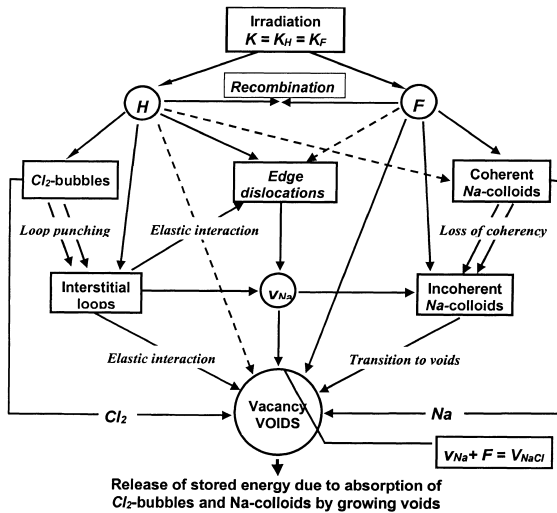 Irradiation
K = K_H = K_F
Recombination
H
F
Cl₂-bubbles
Edge
dislocations
Coherent
Na-colloids
Loop punching
Elastic interaction
Loss of coherency
Interstitial
loops
v_Na
Incoherent
Na-colloids
Elastic interaction
Transition to voids
Cl₂
Vacancy
VOIDS
Na
v_Na + F = V_NaCl
Release of stored energy due to absorption of
Cl₂-bubbles and Na-colloids by growing voids